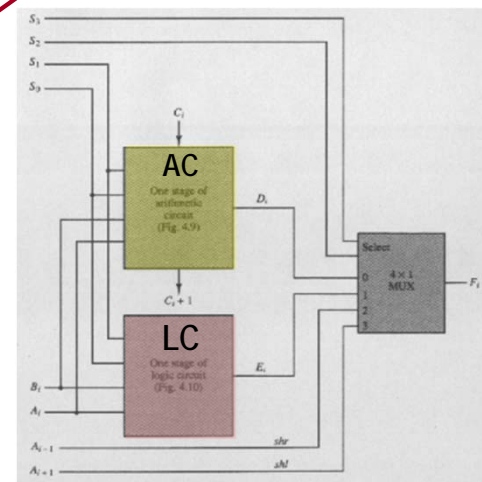 S₃
S₂
S₁
S₀
Cᵢ
AC
One stage of
arithmetic
circuit
(Fig. 4.9)
Dᵢ
Select
0
4 × 1
MUX
1
2
3
Fᵢ
Cᵢ + 1
LC
One stage of
logic circuit
(Fig. 4.10)
Eᵢ
Bᵢ
Aᵢ
Aᵢ₋₁
shr
Aᵢ₊₁
shl